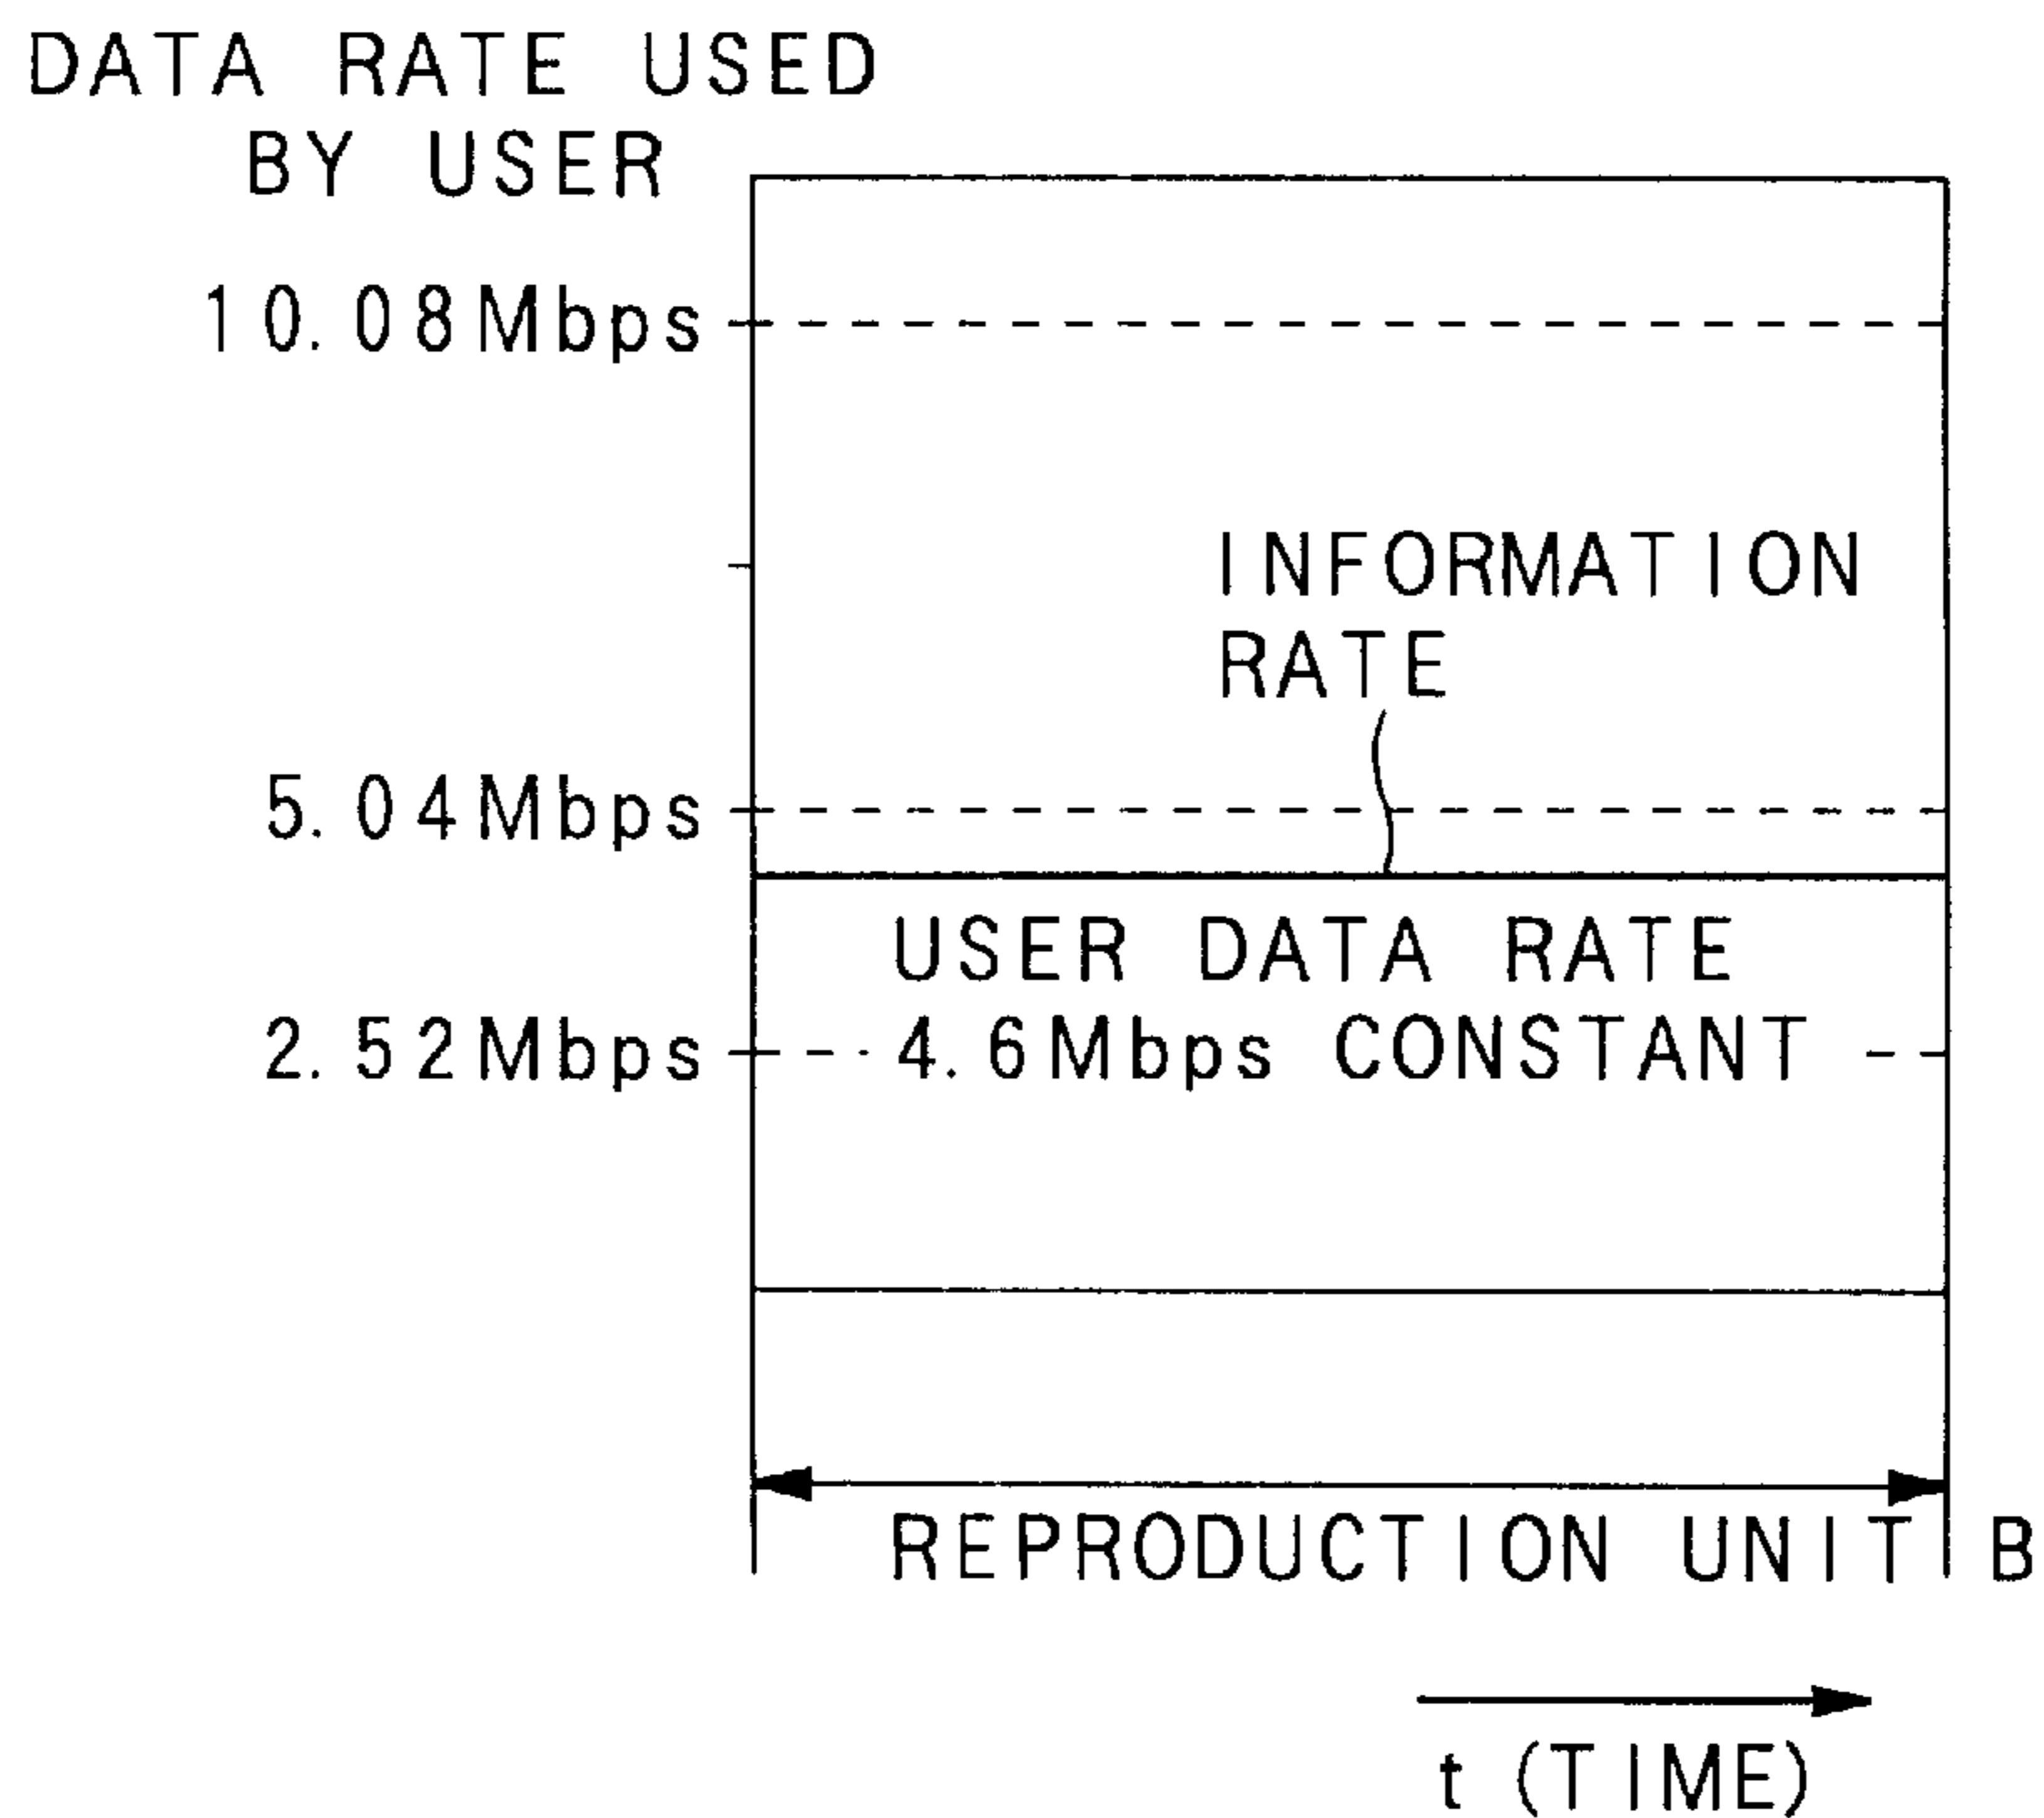 DATA RATE USED
BY USER
10.08Mbps
INFORMATION
RATE
5.04Mbps
USER DATA RATE
2.52Mbps
4.6Mbps CONSTANT
REPRODUCTION UNIT B
t (TIME)